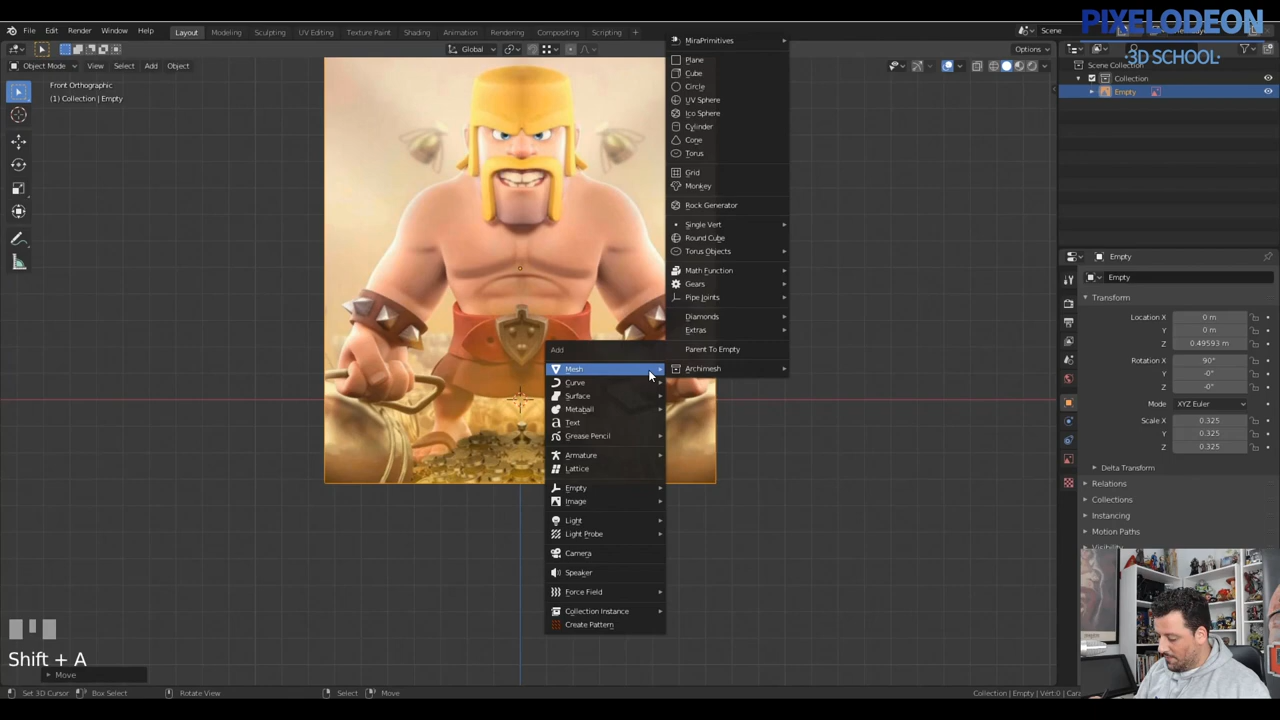 PIXELODEON
3D SCHOOL
File Edit Render Window Help
Layout Modeling Sculpting UV Editing Texture Paint Shading Animation Rendering Compositing Scripting +
Scene
Global
Options
Object Mode View Select Add Object
Front Orthographic
(1) Collection | Empty
Scene Collection
Collection
Empty
MiraPrimitives
Plane
Cube
Circle
UV Sphere
Ico Sphere
Cylinder
Cone
Torus
Grid
Monkey
Rock Generator
Single Vert
Round Cube
Torus Objects
Math Function
Gears
Pipe Joints
Diamonds
Extras
Parent To Empty
Archimesh
Add
Mesh
Curve
Surface
Metaball
Text
Grease Pencil
Armature
Lattice
Empty
Image
Light
Light Probe
Camera
Speaker
Force Field
Collection Instance
Create Pattern
Empty
Empty
Transform
Location X 0 m
Y 0 m
Z 0.49593 m
Rotation X 90°
Y -0°
Z -0°
Mode XYZ Euler
Scale X 0.325
Y 0.325
Z 0.325
Delta Transform
Relations
Collections
Instancing
Motion Paths
Shift + A
Move
Set 3D Cursor Box Select Rotate View Select Move
Collection | Empty | Vert:0 |